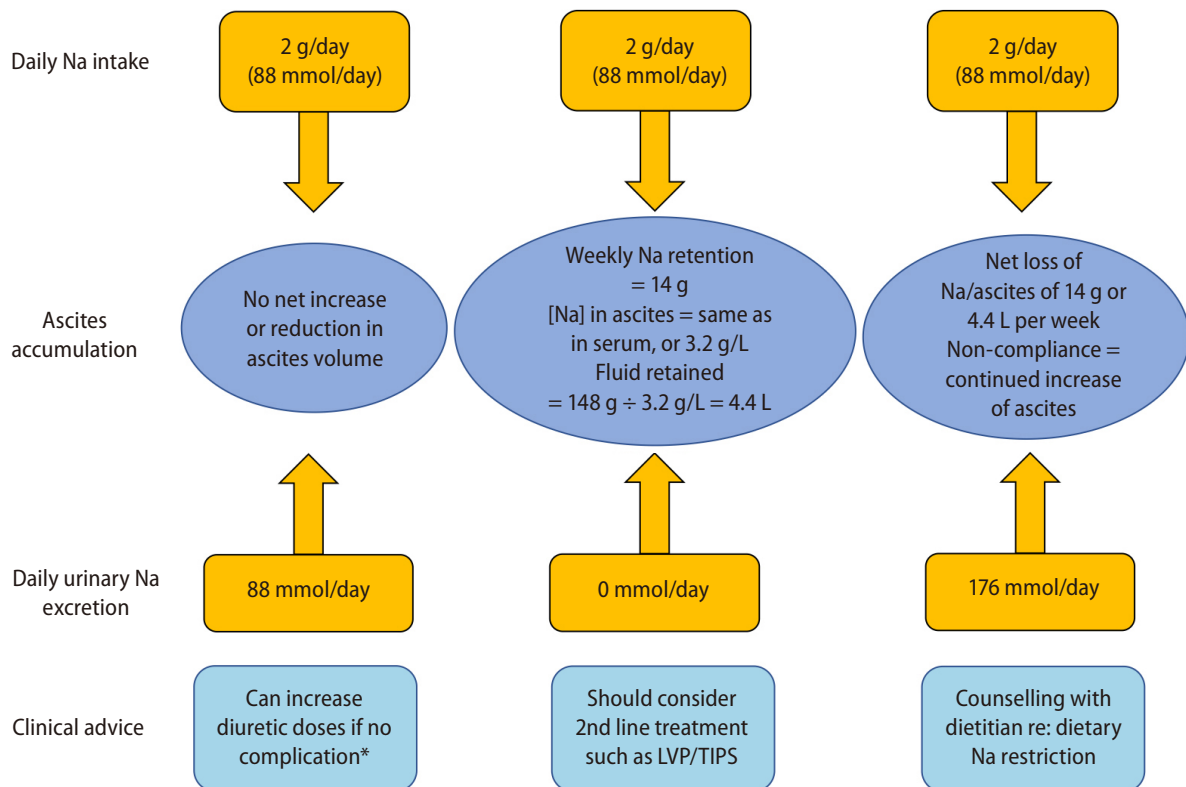 Daily Na intake
2 g/day
(88 mmol/day)
2 g/day
(88 mmol/day)
2 g/day
(88 mmol/day)
Ascites
accumulation
No net increase
or reduction in
ascites volume
Weekly Na retention
= 14 g
[Na] in ascites = same as
in serum, or 3.2 g/L
Fluid retained
= 148 g ÷ 3.2 g/L = 4.4 L
Net loss of
Na/ascites of 14 g or
4.4 L per week
Non-compliance =
continued increase
of ascites
Daily urinary Na
excretion
88 mmol/day
0 mmol/day
176 mmol/day
Clinical advice
Can increase
diuretic doses if no
complication*
Should consider
2nd line treatment
such as LVP/TIPS
Counselling with
dietitian re: dietary
Na restriction